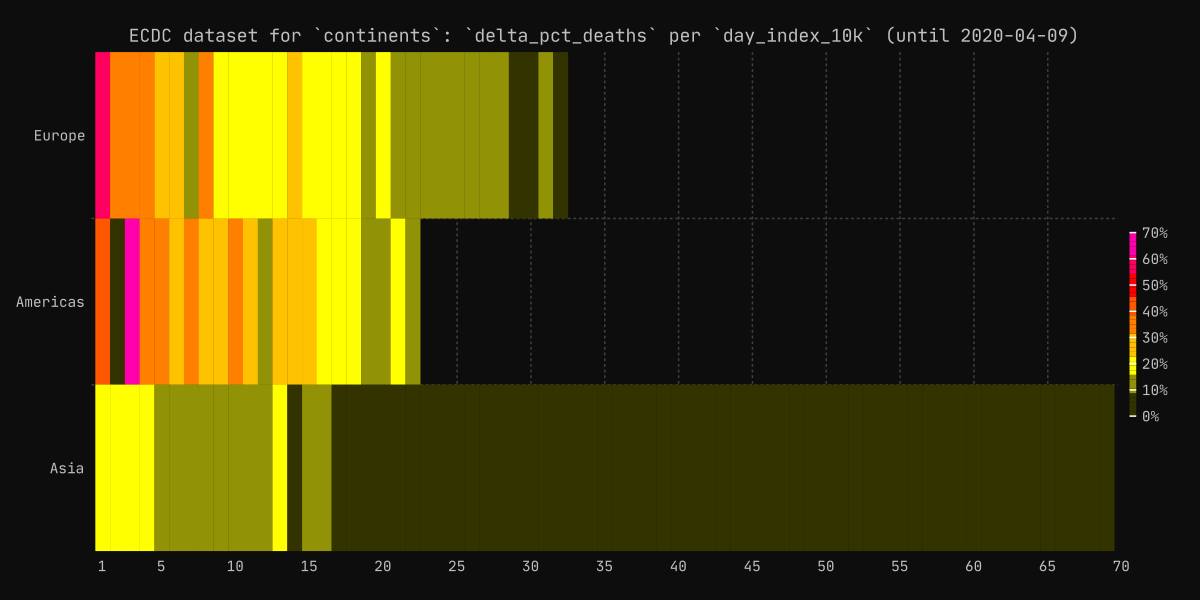 ECDC dataset for `continents`: `delta_pct_deaths` per `day_index_10k` (until 2020-04-09)
Europe
Americas
Asia
70%
60%
50%
40%
30%
20%
10%
0%
1 5 10 15 20 25 30 35 40 45 50 55 60 65 70